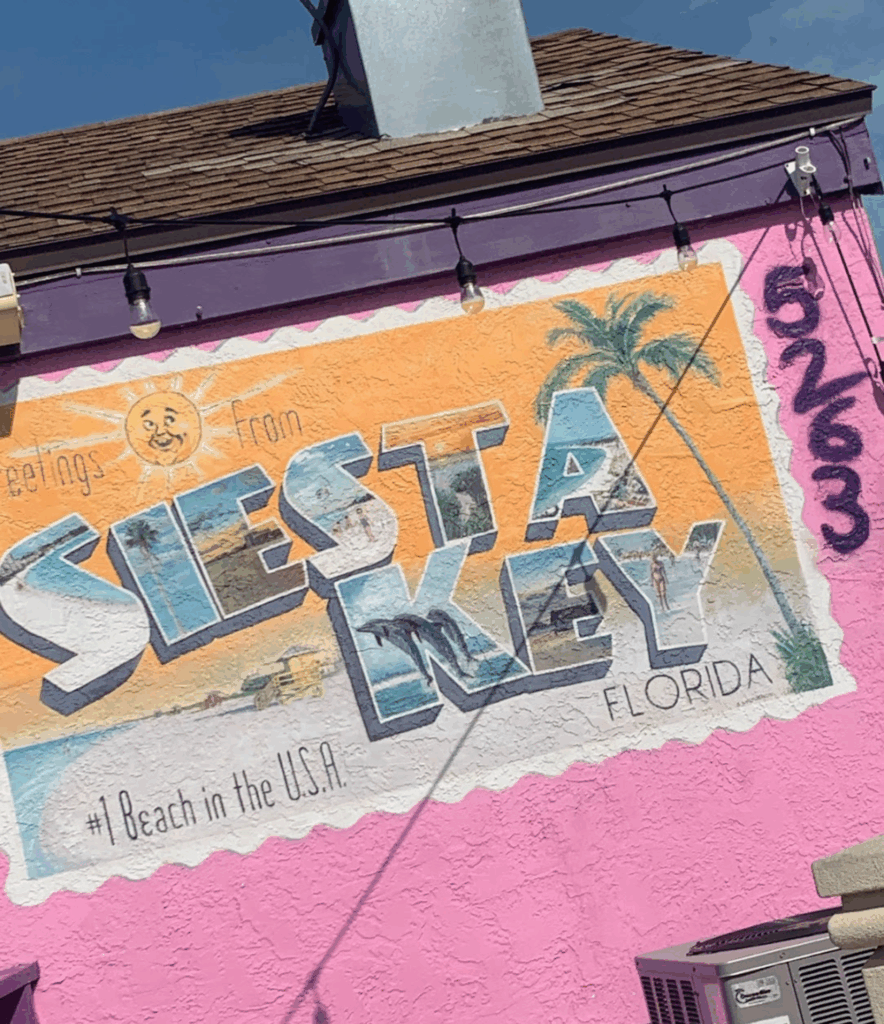 eetings From
SIESTA
KEY
FLORIDA
#1 Beach in the U.S.A.
5263